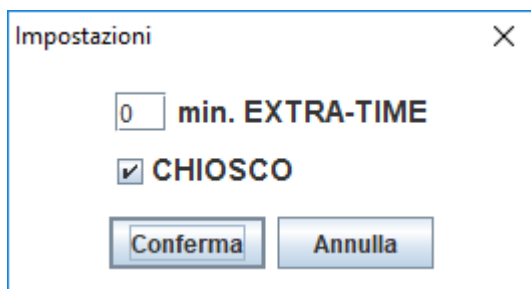 Impostazioni
0 min. EXTRA-TIME
CHIOSCO
Conferma Annulla